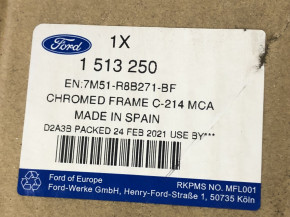 Ford
1X
1 513 250
EN:7M51-R8B271-BF
CHROMED FRAME C-214 MCA
MADE IN SPAIN
D2A3B PACKED 24 FEB 2021 USE BY***
Ford of Europe
RKPMS NO. MFL001
Ford-Werke GmbH, Henry-Ford-Straße 1, 50735 Köln